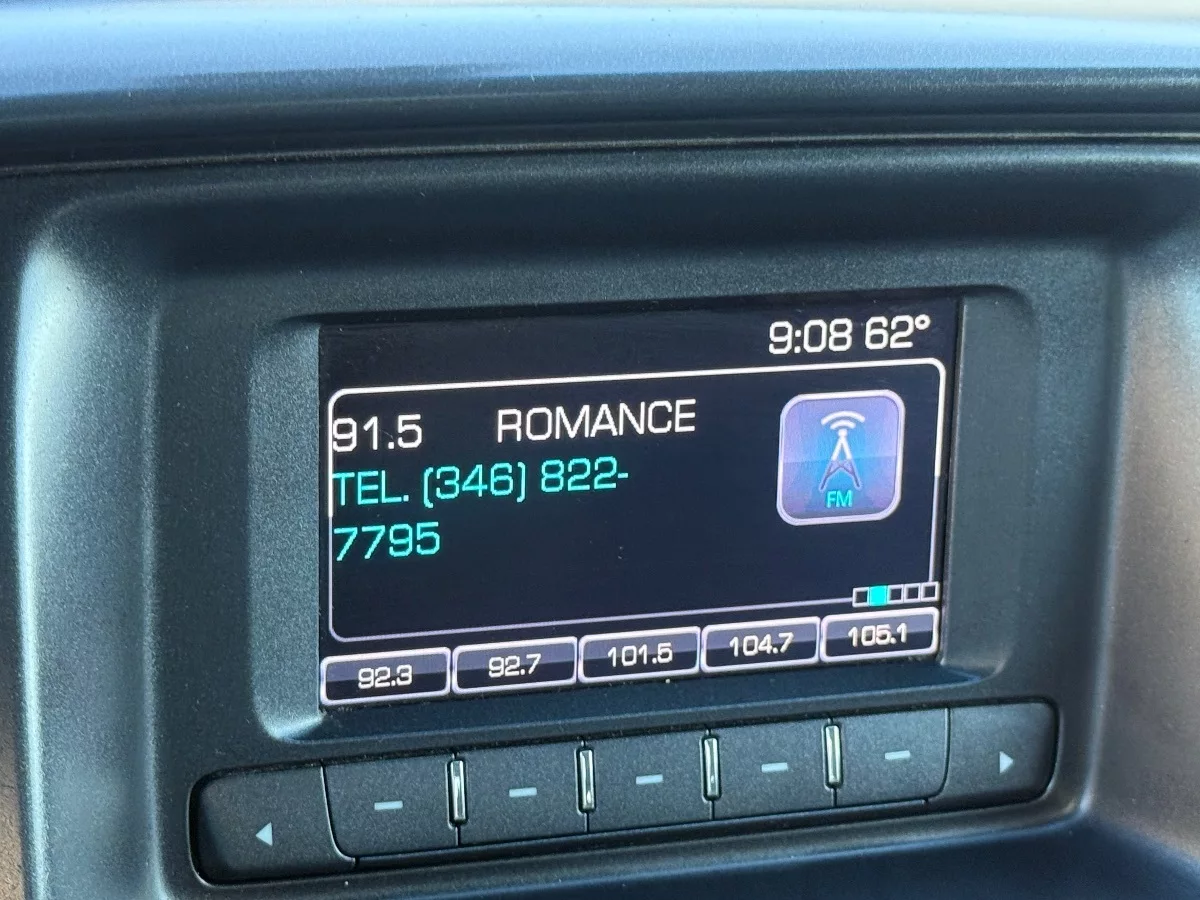 9:08 62°
91.5 ROMANCE
TEL. (346) 822-
7795
FM
92.3 92.7 101.5 104.7 105.1